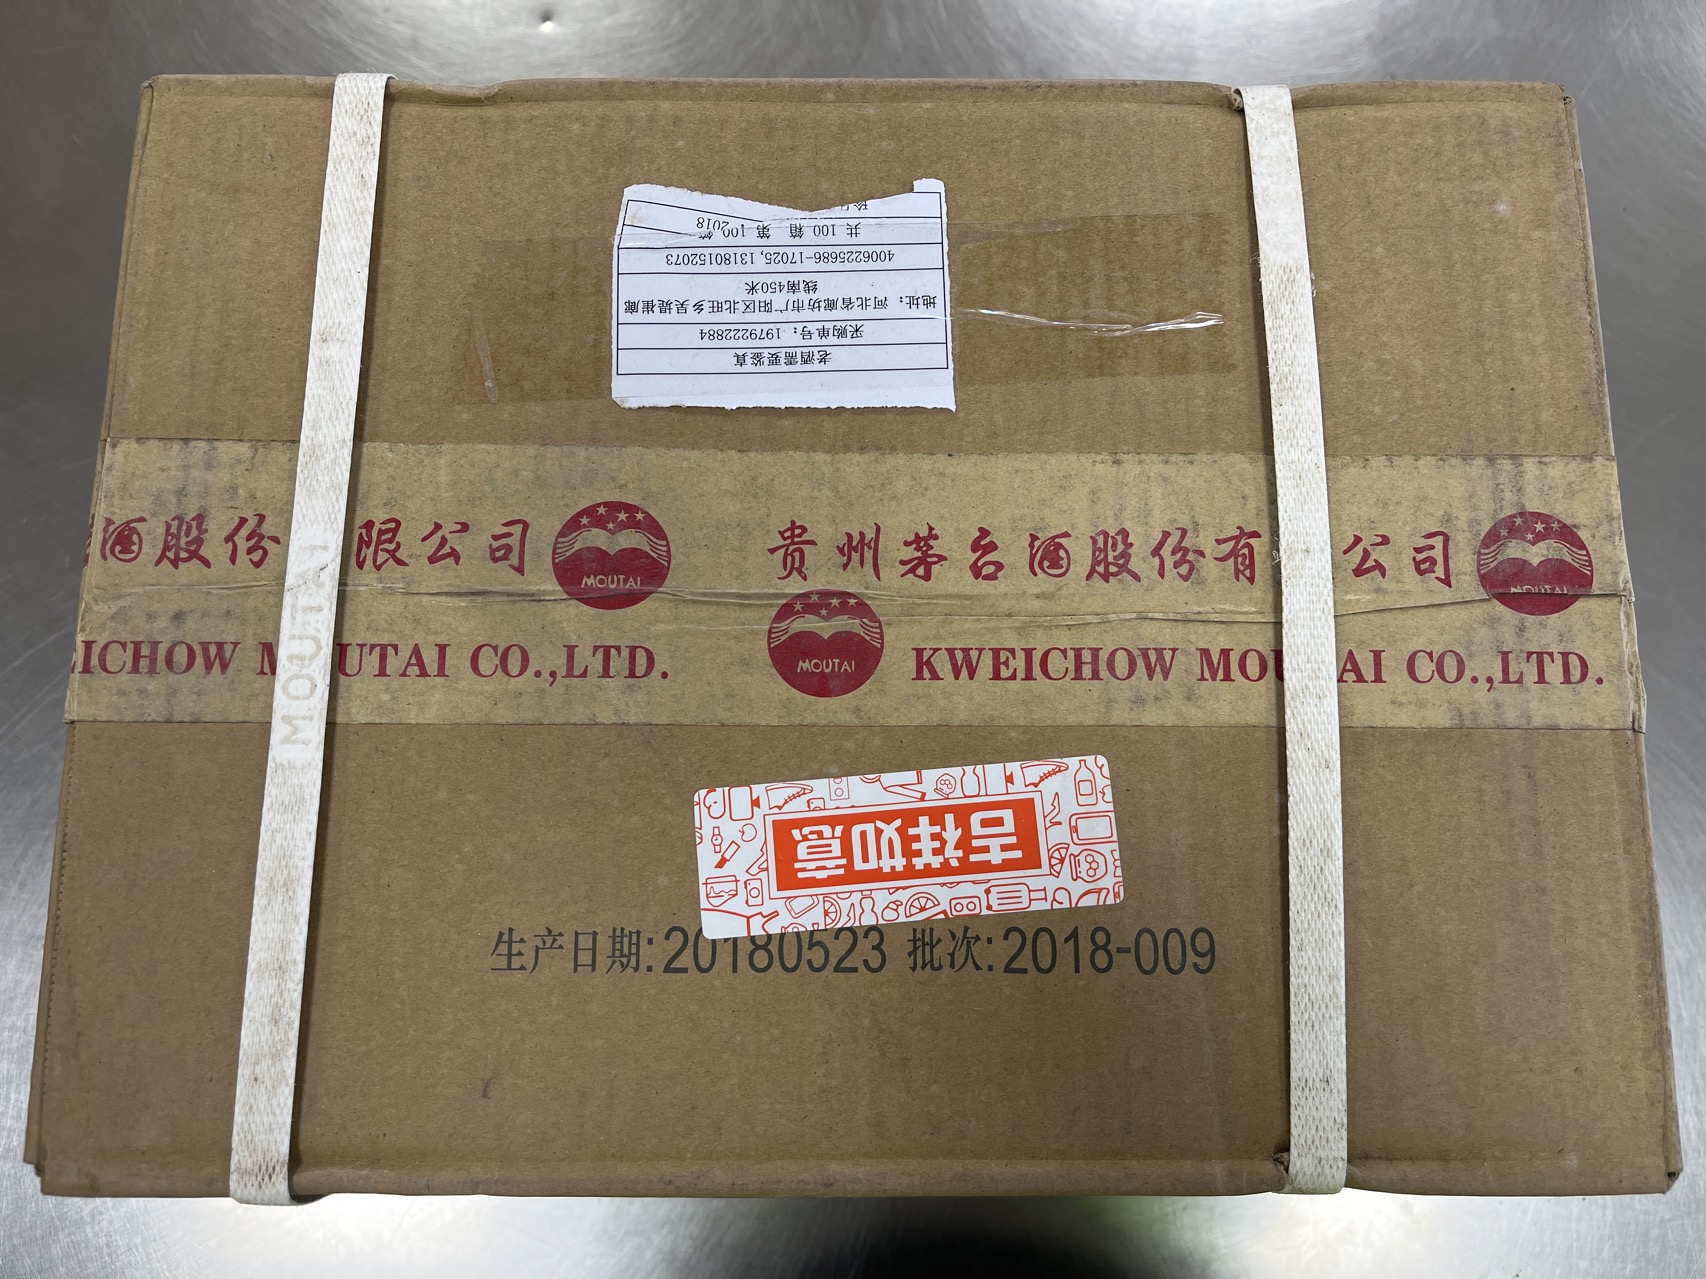 老酒需要鉴真
采购单号：1979222884
地址：河北省廊坊市广阳区北旺乡吴堤崔廊
线南450米
4006225686-17025, 13180152073
共 100 箱 第 100
2018
酒股份 限公司
MOUTAI
贵州茅台酒股份有 公司
MOUTAI
ICHOW M UTAI CO.,LTD.
MOUTAI
KWEICHOW MOU AI CO.,LTD.
MOUTAI
吉祥如意
生产日期:20180523 批次:2018-009